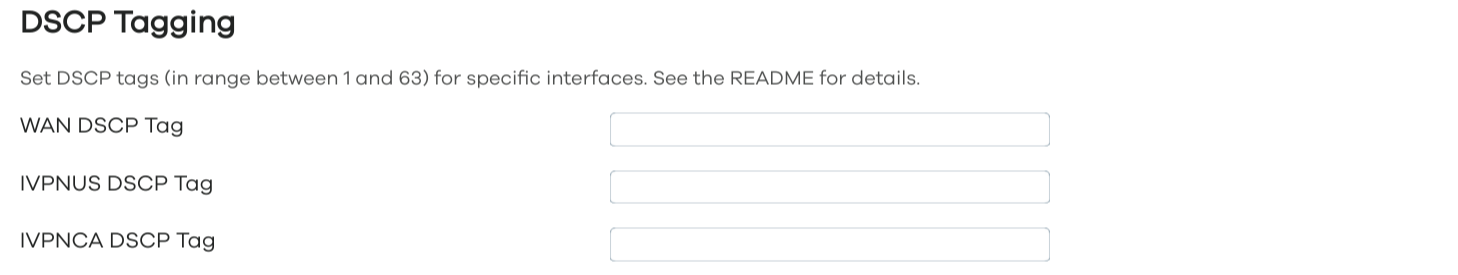 DSCP Tagging
Set DSCP tags (in range between 1 and 63) for specific interfaces. See the README for details.
WAN DSCP Tag
IVPNUS DSCP Tag
IVPNCA DSCP Tag